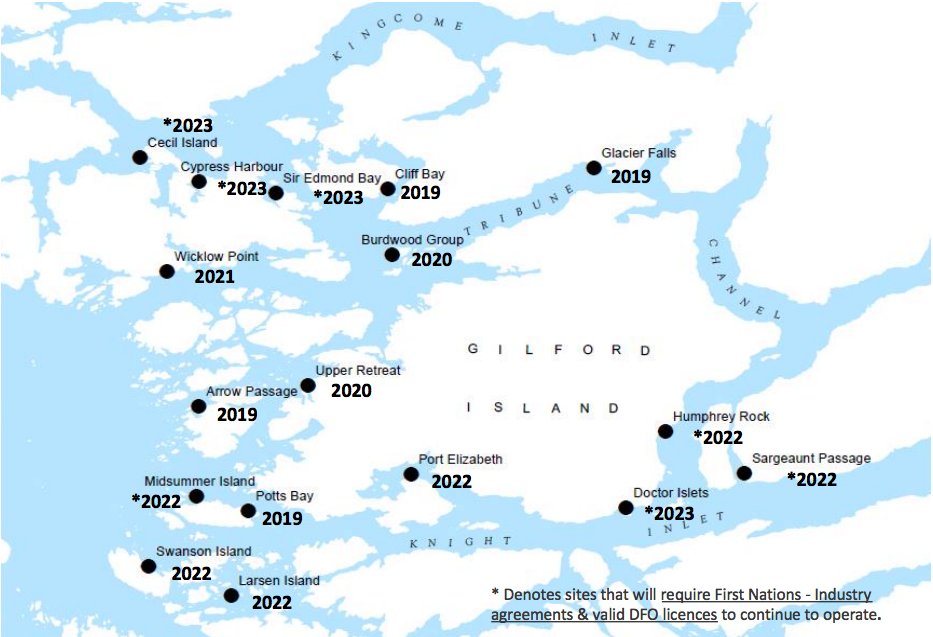 KINGCOME
INLET
*2023
Cecil Island
Cypress Harbour
*2023
Sir Edmond Bay
*2023
Cliff Bay
2019
Glacier Falls
2019
TRIBUNE
Burdwood Group
2020
CHANNEL
Wicklow Point
2021
GILFORD
ISLAND
Upper Retreat
2020
Arrow Passage
2019
Humphrey Rock
*2022
Port Elizabeth
2022
Sargeaunt Passage
*2022
Midsummer Island
*2022
Potts Bay
2019
Doctor Islets
*2023
KNIGHT
INLET
Swanson Island
2022
Larsen Island
2022
* Denotes sites that will require First Nations - Industry
agreements & valid DFO licences to continue to operate.